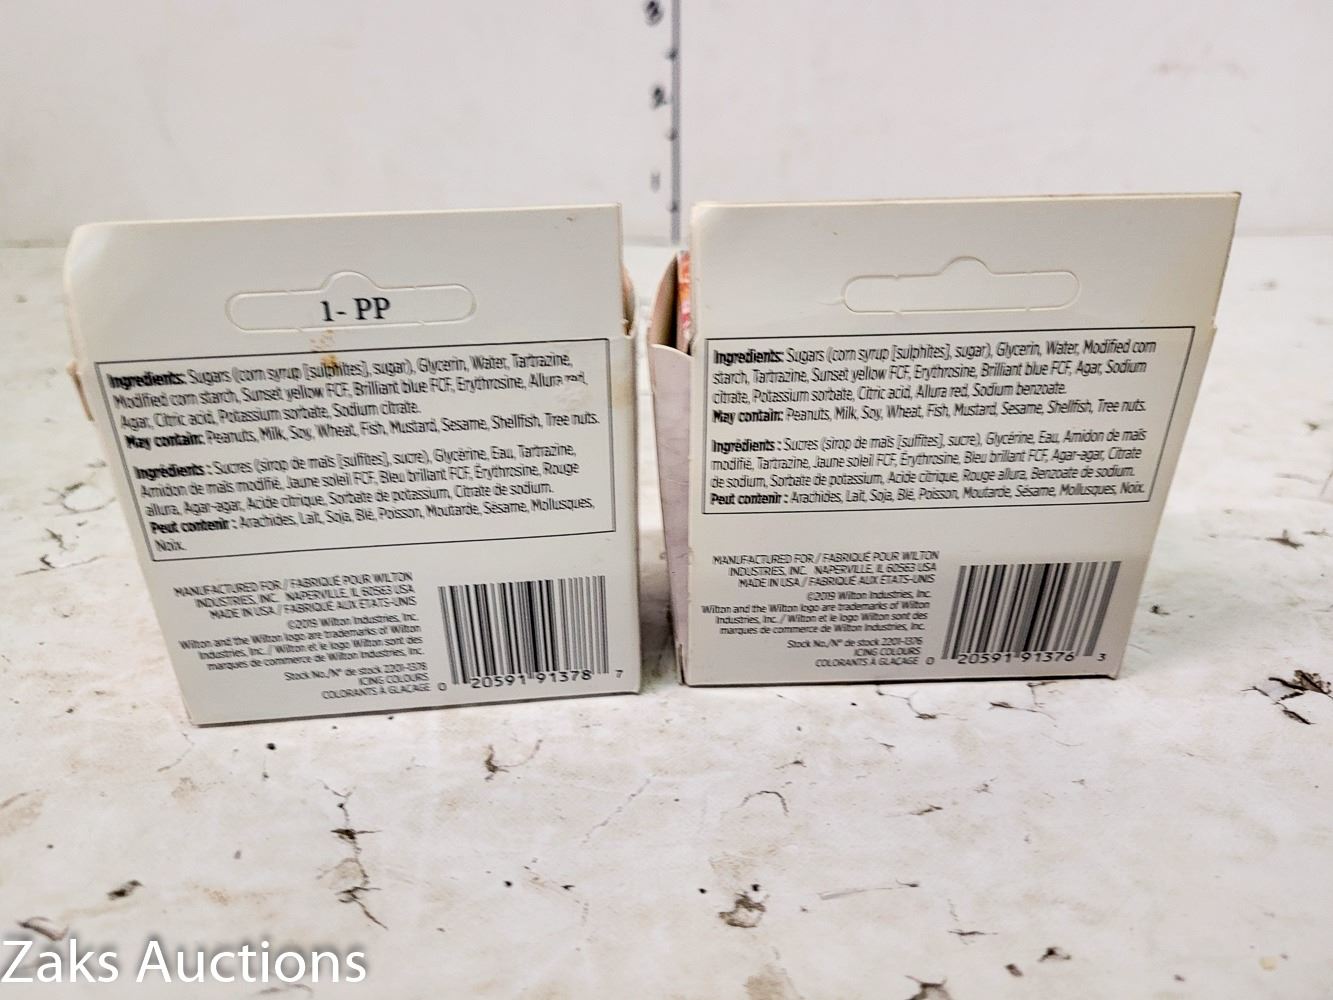 1- PP
Ingredients: Sugars (corn syrup [sulphites], sugar), Glycerin, Water, Tartrazine,
Modified corn starch, Sunset yellow FCF, Brilliant blue FCF, Erythrosine, Allura red,
Agar, Citric acid, Potassium sorbate, Sodium citrate.
May contain: Peanuts, Milk, Soy, Wheat, Fish, Mustard, Sesame, Shellfish, Tree nuts.
Ingrédients : Sucres (sirop de maïs [sulfites], sucre), Glycérine, Eau, Tartrazine,
Amidon de maïs modifié, Jaune soleil FCF, Bleu brillant FCF, Érythrosine, Rouge
allura, Agar-agar, Acide citrique, Sorbate de potassium, Citrate de sodium.
Peut contenir : Arachides, Lait, Soja, Blé, Poisson, Moutarde, Sésame, Mollusques,
Noix.
MANUFACTURED FOR / FABRIQUÉ POUR WILTON
INDUSTRIES, INC. NAPERVILLE, IL 60563 USA
MADE IN USA / FABRIQUÉ AUX ÉTATS-UNIS
©2019 Wilton Industries, Inc.
Wilton and the Wilton logo are trademarks of Wilton
Industries, Inc. / Wilton et le logo Wilton sont des
marques de commerce de Wilton Industries, Inc.
Stock No./N° de stock 2201-1378
ICING COLOURS
COLORANTS À GLAÇAGE
0 20591 91378 7
Ingredients: Sugars (corn syrup [sulphites], sugar), Glycerin, Water, Modified corn
starch, Tartrazine, Sunset yellow FCF, Erythrosine, Brilliant blue FCF, Agar, Sodium
citrate, Potassium sorbate, Citric acid, Allura red, Sodium benzoate.
May contain: Peanuts, Milk, Soy, Wheat, Fish, Mustard, Sesame, Shellfish, Tree nuts.
Ingrédients : Sucres (sirop de maïs [sulfites], sucre), Glycérine, Eau, Amidon de maïs
modifié, Tartrazine, Jaune soleil FCF, Érythrosine, Bleu brillant FCF, Agar-agar, Citrate
de sodium, Sorbate de potassium, Acide citrique, Rouge allura, Benzoate de sodium.
Peut contenir : Arachides, Lait, Soja, Blé, Poisson, Moutarde, Sésame, Mollusques, Noix.
MANUFACTURED FOR / FABRIQUÉ POUR WILTON
INDUSTRIES, INC. NAPERVILLE, IL 60563 USA
MADE IN USA / FABRIQUÉ AUX ÉTATS-UNIS
©2019 Wilton Industries, Inc.
Wilton and the Wilton logo are trademarks of Wilton
Industries, Inc. / Wilton et le logo Wilton sont des
marques de commerce de Wilton Industries, Inc.
Stock No./N° de stock 2201-1376
ICING COLOURS
COLORANTS À GLAÇAGE
0 20591 91376 3
Zaks Auctions